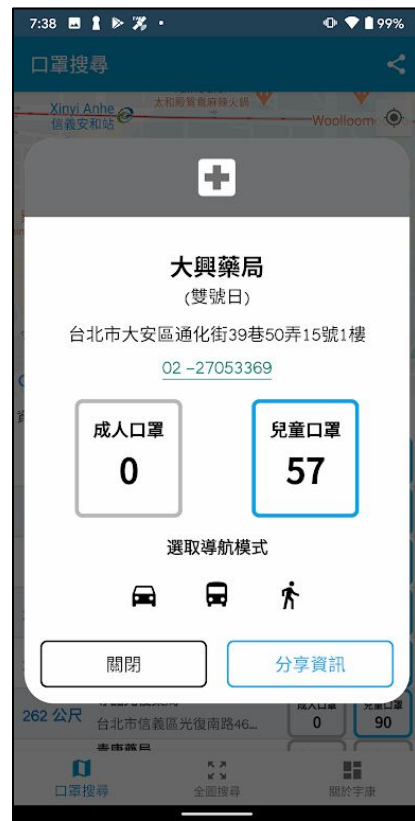 7:38
99%
口罩搜尋
Xinyi Anhe
信義安和站
太和殿鴛鴦麻辣火鍋
Woolloom
大興藥局
(雙號日)
台北市大安區通化街39巷50弄15號1樓
02 –27053369
成人口罩
0
兒童口罩
57
選取導航模式
關閉
分享資訊
262 公尺
台北市信義區光復南路46...
成人口罩
0
兒童口罩
90
口罩搜尋
全圖搜尋
關於宇康